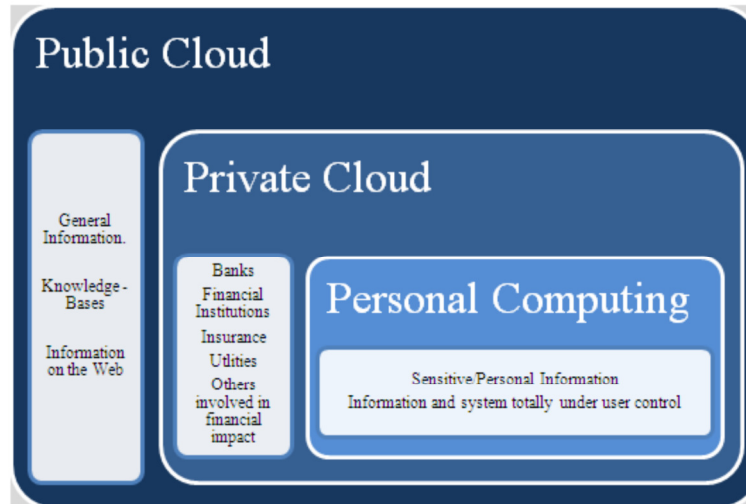 Public Cloud
General
Information.
Knowledge-
Bases
Information
on the Web
Private Cloud
Banks
Financial
Institutions
Insurance
Utlities
Others
involved in
financial
impact
Personal Computing
Sensitive/Personal Information
Information and system totally under user control